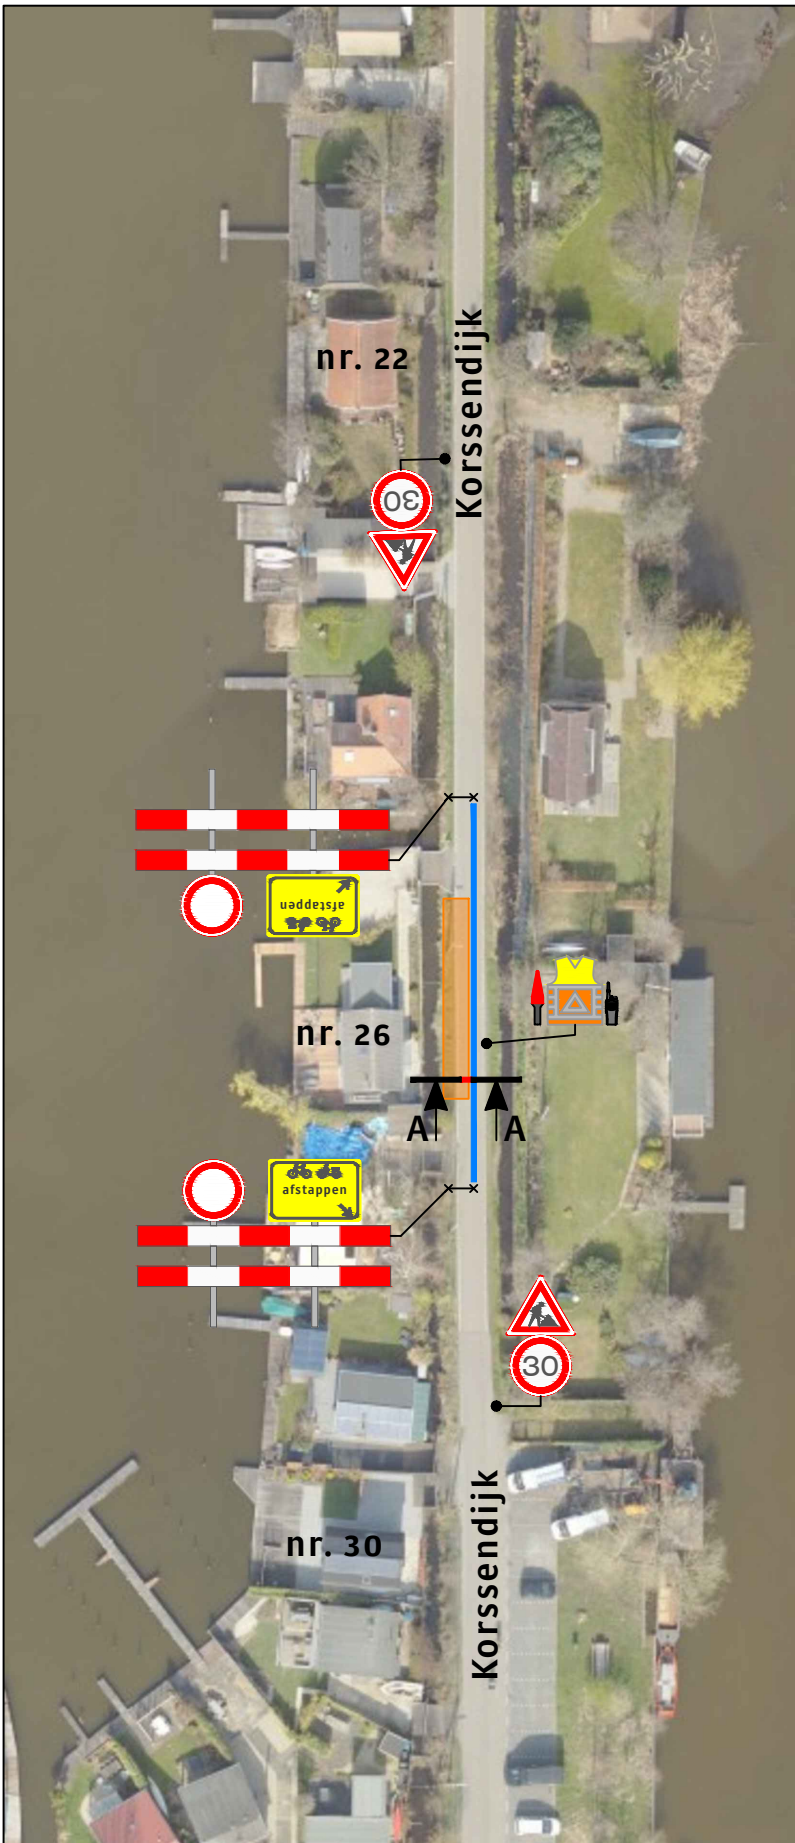 nr. 22
Korssendijk
30
afstappen
nr. 26
A A
afstappen
30
nr. 30
Korssendijk